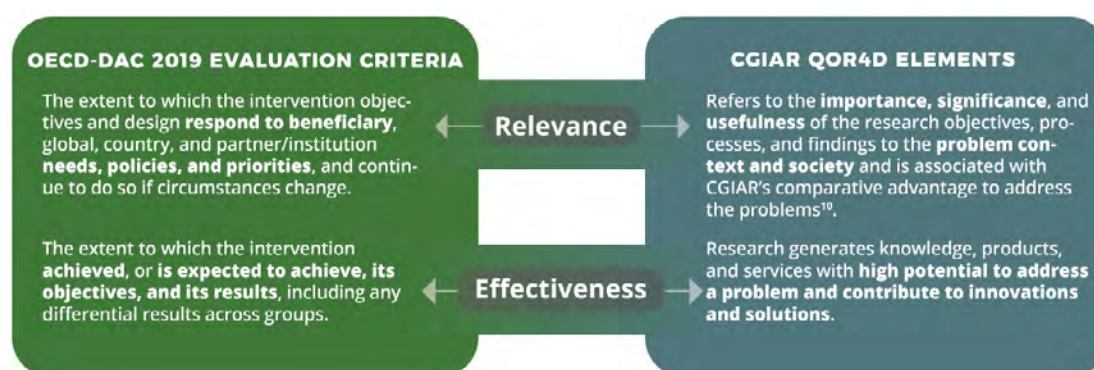 OECD-DAC 2019 EVALUATION CRITERIA
The extent to which the intervention objec-
tives and design respond to beneficiary,
global, country, and partner/institution
needs, policies, and priorities, and contin-
ue to do so if circumstances change.
The extent to which the intervention
achieved, or is expected to achieve, its
objectives, and its results, including any
differential results across groups.
Relevance
Effectiveness
CGIAR QOR4D ELEMENTS
Refers to the importance, significance, and
usefulness of the research objectives, pro-
cesses, and findings to the problem con-
text and society and is associated with
CGIAR's comparative advantage to address
the problems¹⁰.
Research generates knowledge, products,
and services with high potential to address
a problem and contribute to innovations
and solutions.